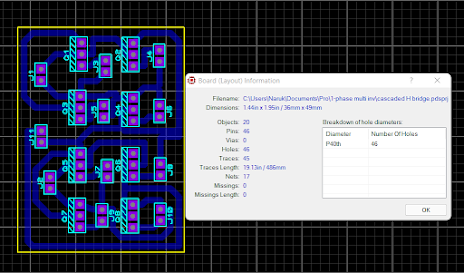 Board (Layout) Information
Filename: C:\Users\Naruk\Documents\Pro\1-phase multi inv\cascaded H bridge pdsprj
Dimensions: 1.44in x 1.95in / 36mm x 49mm
Objects: 20
Pins: 46
Vias: 0
Holes: 46
Traces: 45
Traces Length: 19.13in / 486mm
Nets: 17
Missings: 0
Missings Length: 0
Breakdown of hole diameters:
Diameter Number Of Holes
P40th 46
OK
Q1
J3
Q2
J4
J1
Q3
J5
Q4
J6
J11
J2
Q5
J7
Q6
Q7
J9
Q8
J10